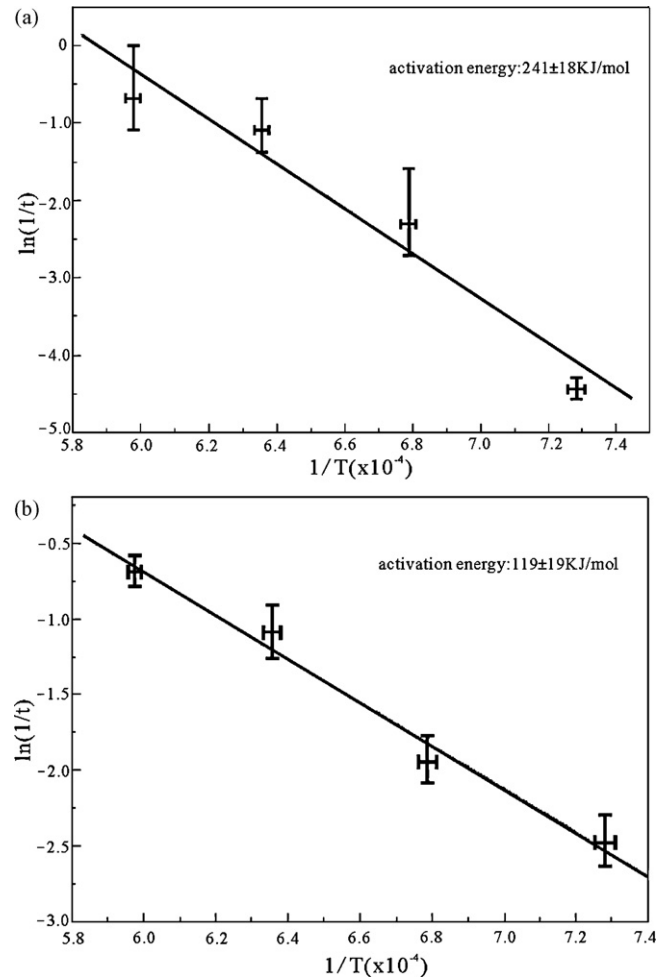 (a)
0
-1.0
-2.0
-3.0
-4.0
-5.0
ln(1/t)
activation energy:241±18KJ/mol
5.8 6.0 6.2 6.4 6.6 6.8 7.0 7.2 7.4
1/T(x10⁻⁴)
(b)
-0.5
-1.0
-1.5
-2.0
-2.5
-3.0
ln(1/t)
activation energy:119±19KJ/mol
5.8 6.0 6.2 6.4 6.6 6.8 7.0 7.2 7.4
1/T(x10⁻⁴)